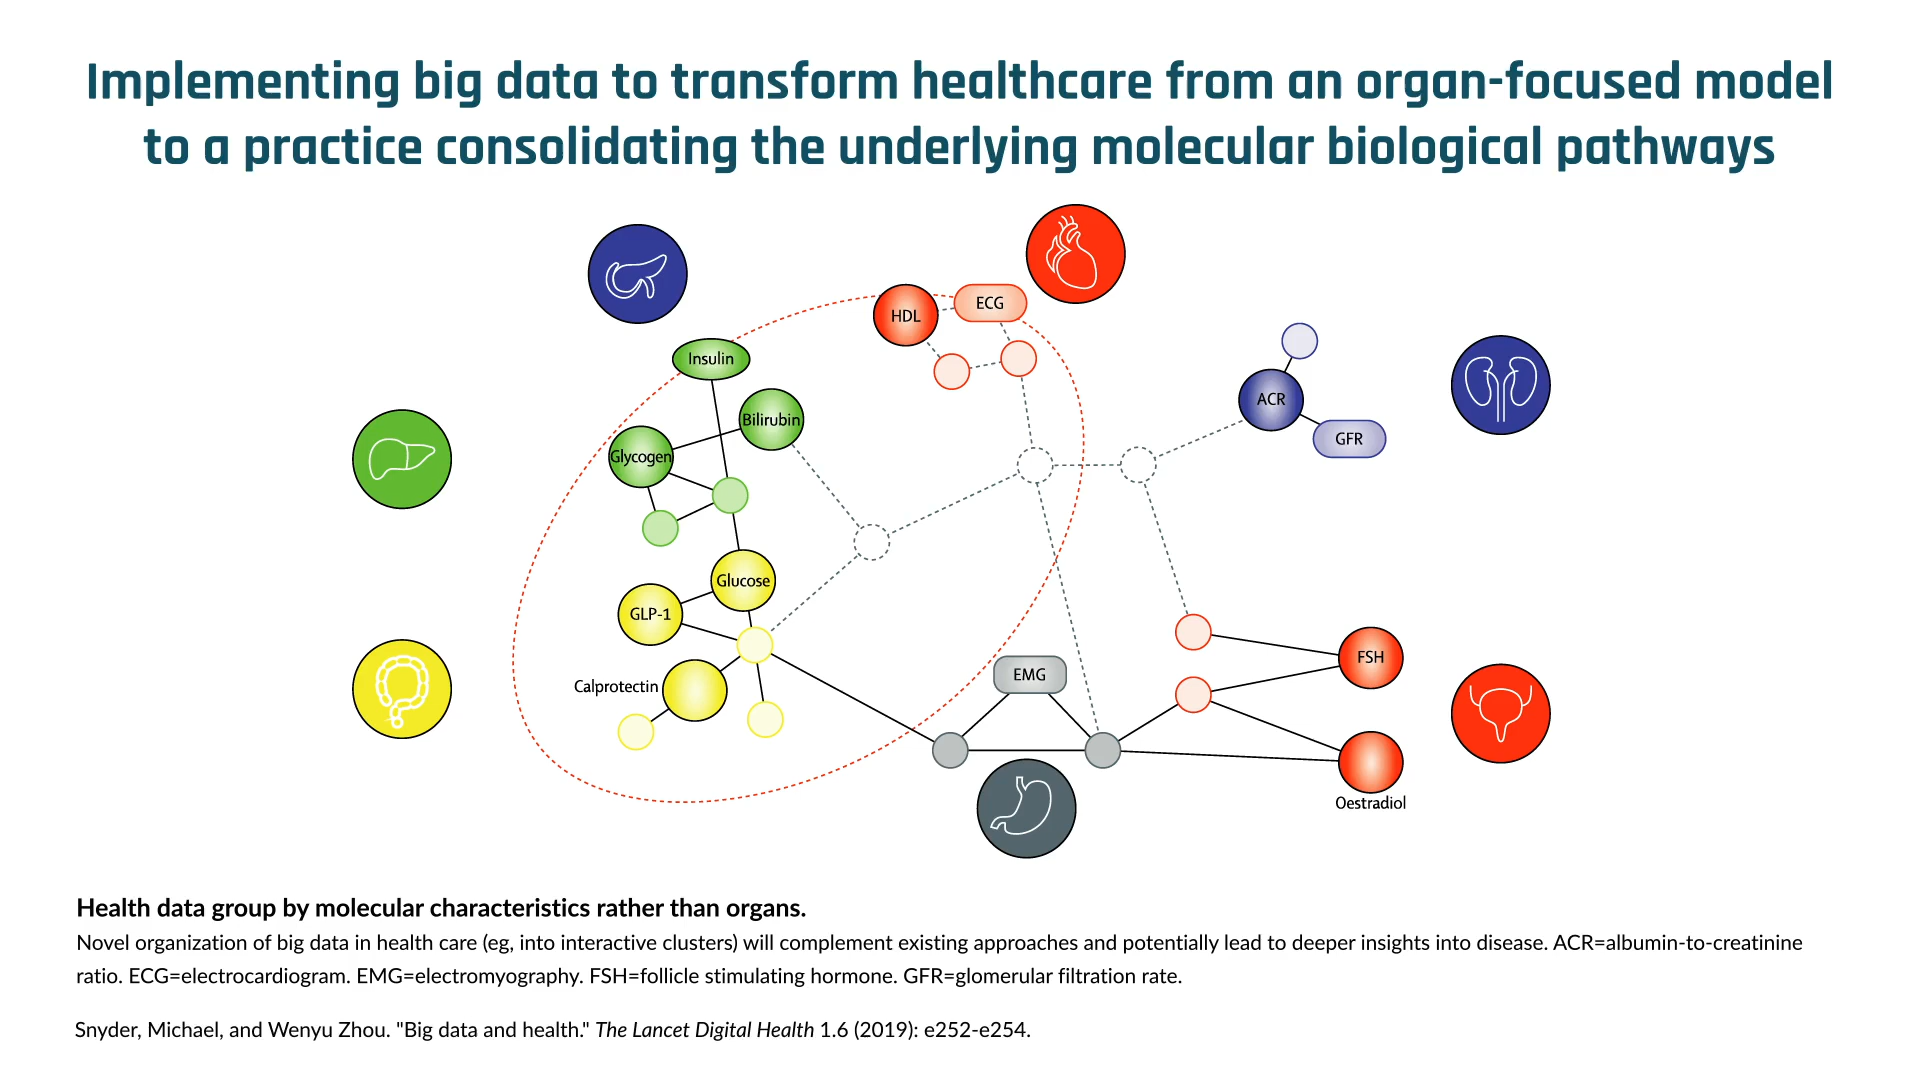 Implementing big data to transform healthcare from an organ-focused model
to a practice consolidating the underlying molecular biological pathways
HDL
ECG
Insulin
Bilirubin
Glycogen
ACR
GFR
Glucose
GLP-1
Calprotectin
EMG
FSH
Oestradiol
Health data group by molecular characteristics rather than organs.
Novel organization of big data in health care (eg, into interactive clusters) will complement existing approaches and potentially lead to deeper insights into disease. ACR=albumin-to-creatinine
ratio. ECG=electrocardiogram. EMG=electromyography. FSH=follicle stimulating hormone. GFR=glomerular filtration rate.
Snyder, Michael, and Wenyu Zhou. "Big data and health." The Lancet Digital Health 1.6 (2019): e252-e254.